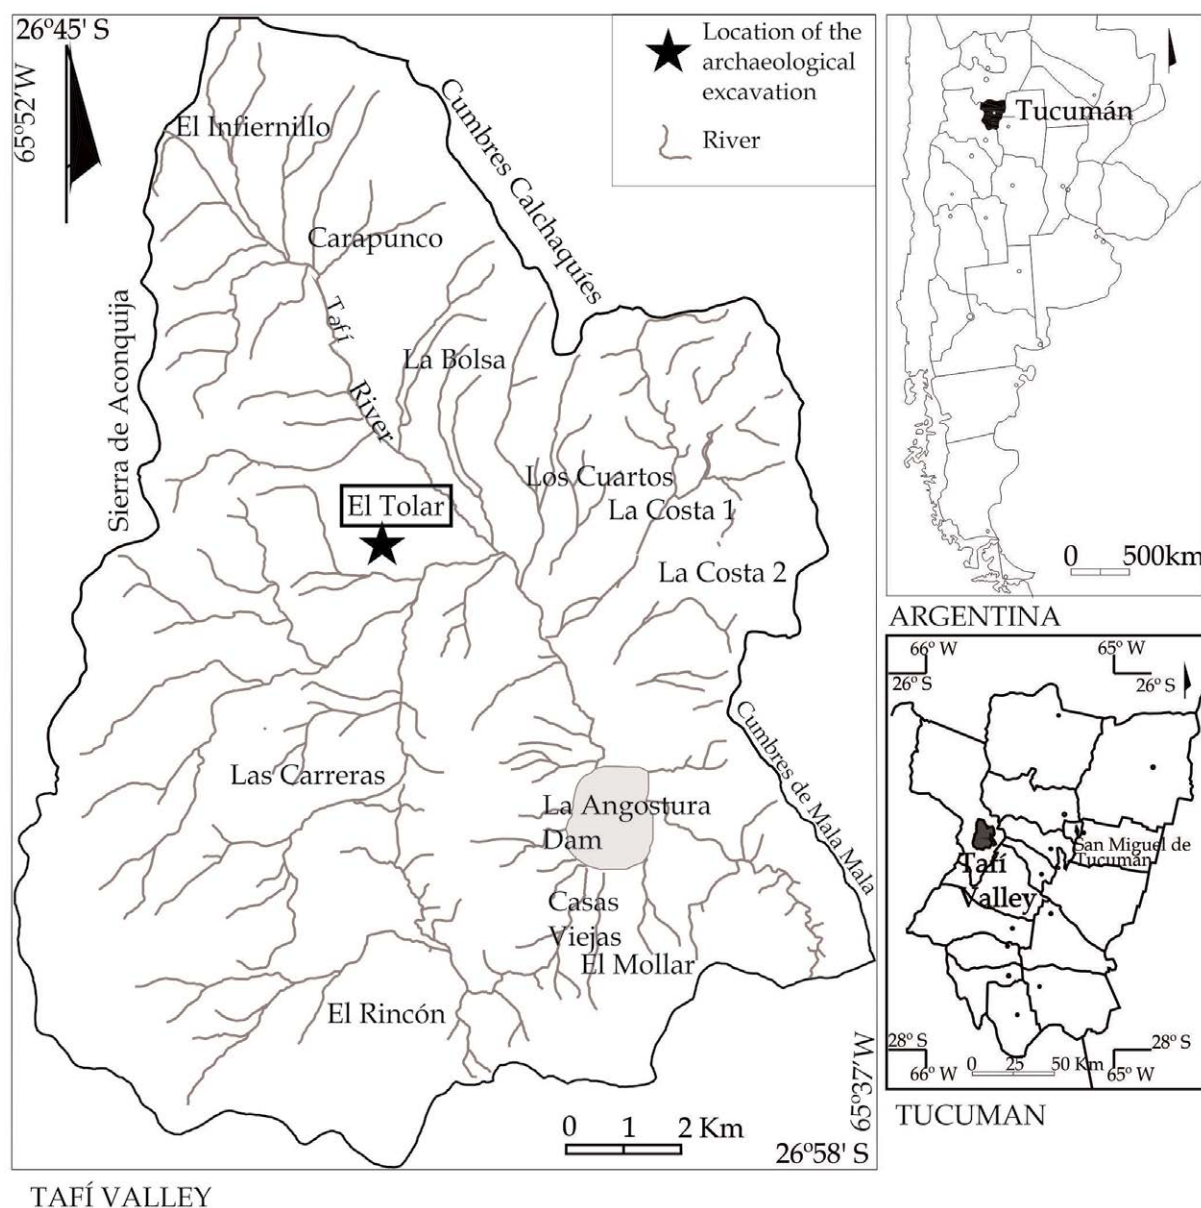 26º45' S
65º52'W
Location of the
archaeological
excavation
River
El Infiernillo
Cumbres Calchaquíes
Carapunco
Sierra de Aconquija
Tafí
River
La Bolsa
Los Cuartos
El Tolar
La Costa 1
La Costa 2
Cumbres de Mala Mala
Las Carreras
La Angostura
Dam
Casas
Viejas
El Mollar
El Rincón
65º37'W
0 1 2 Km
26º58' S
TAFÍ VALLEY
Tucumán
0 500km
ARGENTINA
66º W 65º W
26º S 26º S
San Miguel de
Tucumán
Tafí
Valley
28º S 28º S
0 25 50 Km
66º W 65º W
TUCUMAN